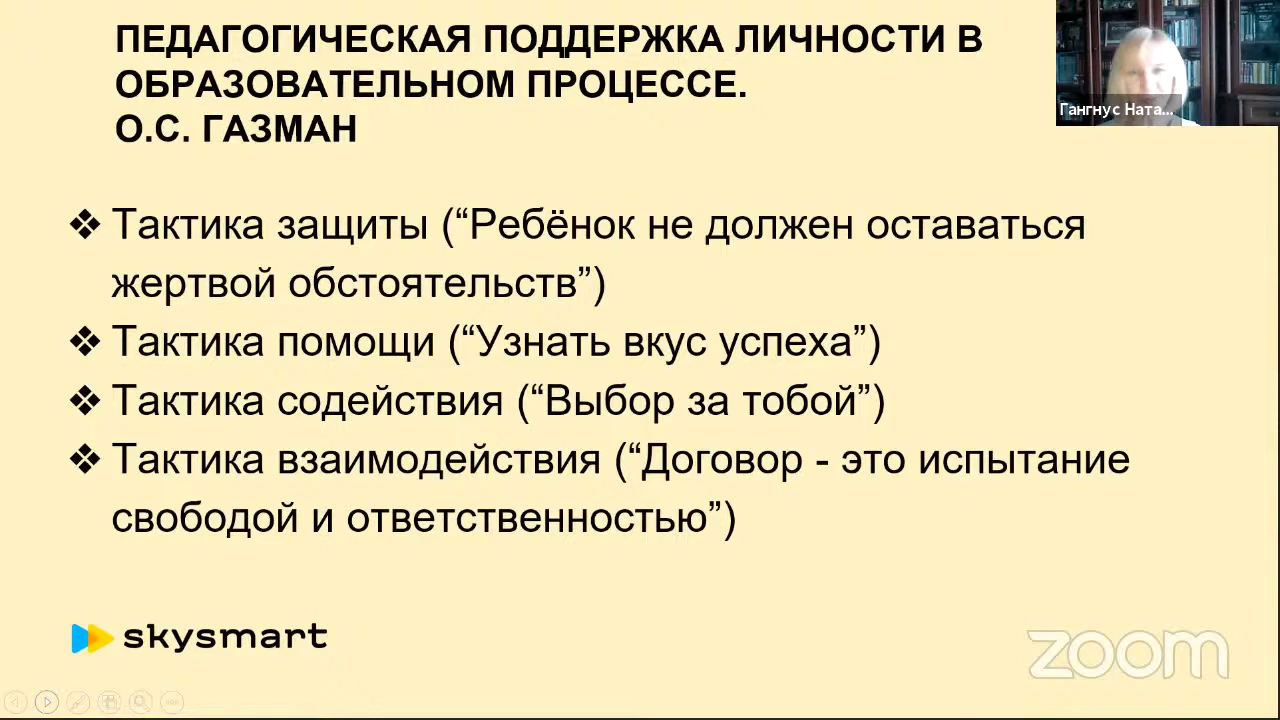 ПЕДАГОГИЧЕСКАЯ ПОДДЕРЖКА ЛИЧНОСТИ В
ОБРАЗОВАТЕЛЬНОМ ПРОЦЕССЕ.
О.С. ГАЗМАН
Гангнус Ната...
❖ Тактика защиты (“Ребёнок не должен оставаться
жертвой обстоятельств”)
❖ Тактика помощи (“Узнать вкус успеха”)
❖ Тактика содействия (“Выбор за тобой”)
❖ Тактика взаимодействия (“Договор - это испытание
свободой и ответственностью”)
skysmart
zoom